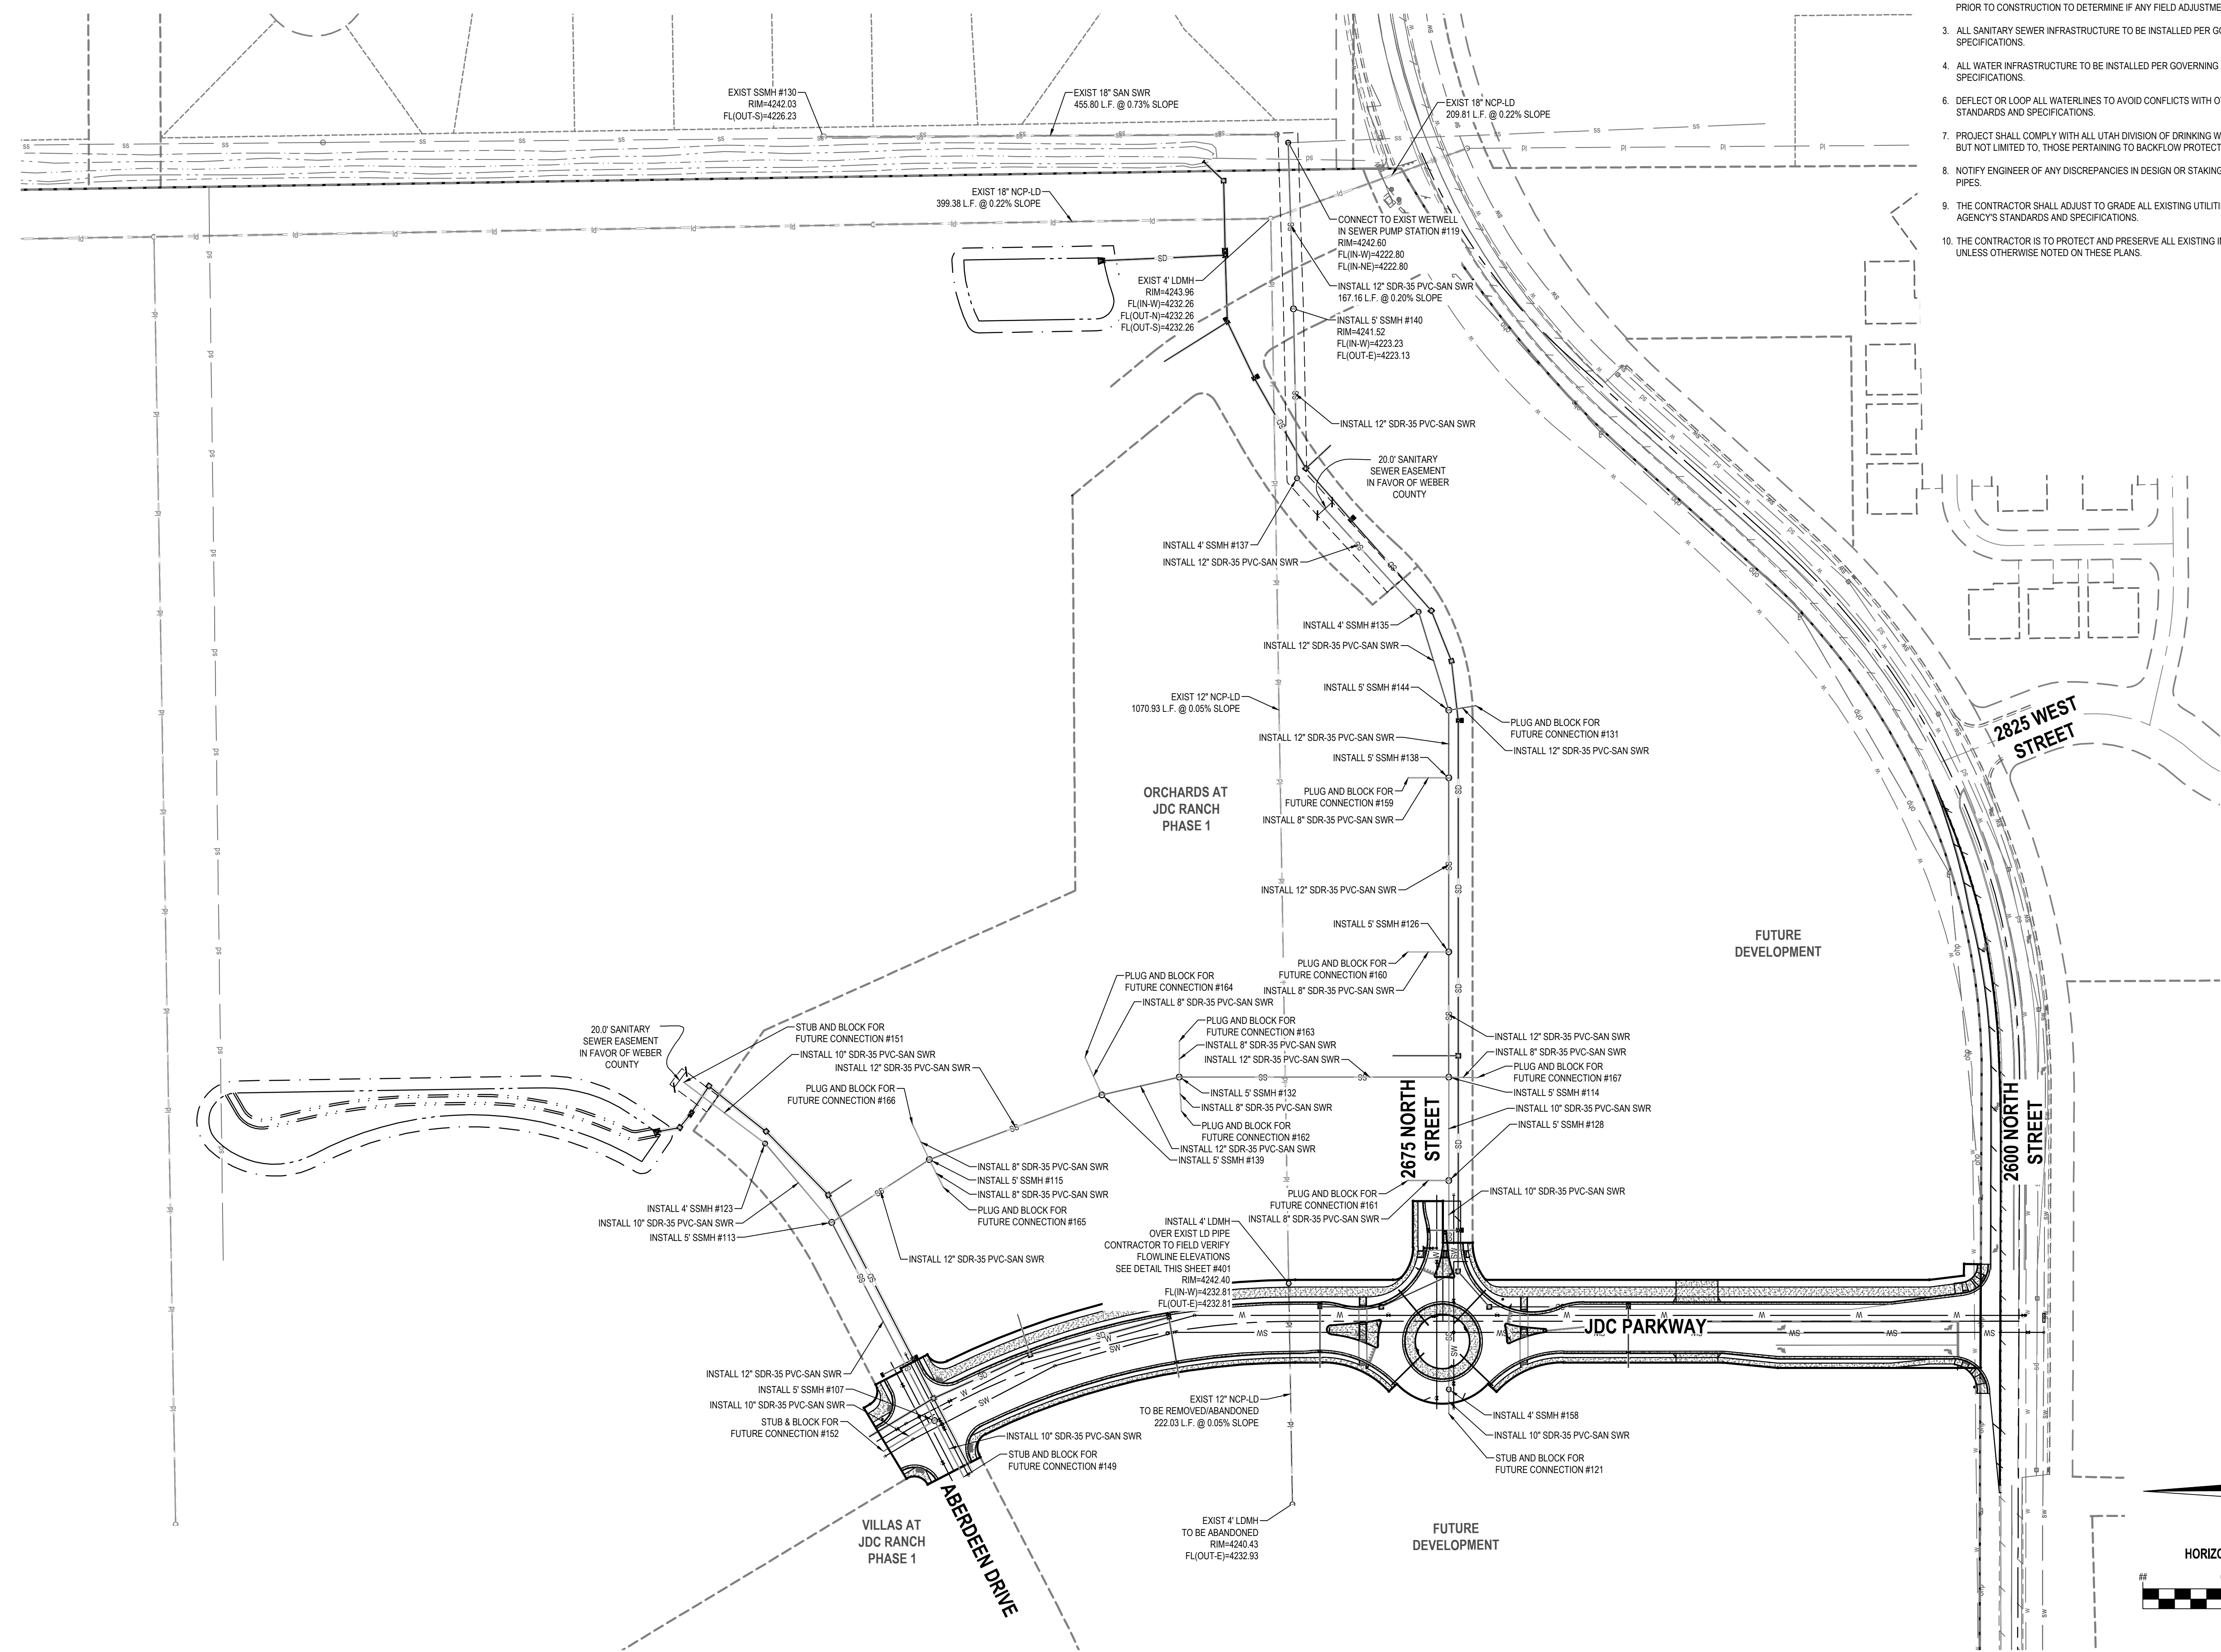 PRIOR TO CONSTRUCTION TO DETERMINE IF ANY FIELD ADJUSTME
3. ALL SANITARY SEWER INFRASTRUCTURE TO BE INSTALLED PER
SPECIFICATIONS.
4. ALL WATER INFRASTRUCTURE TO BE INSTALLED PER GOVERNING
SPECIFICATIONS.
6. DEFLECT OR LOOP ALL WATERLINES TO AVOID CONFLICTS WITH
STANDARDS AND SPECIFICATIONS.
7. PROJECT SHALL COMPLY WITH ALL UTAH DIVISION OF DRINKING W
BUT NOT LIMITED TO, THOSE PERTAINING TO BACKFLOW PROTECT
8. NOTIFY ENGINEER OF ANY DISCREPANCIES IN DESIGN OR STAKING
PIPES.
9. THE CONTRACTOR SHALL ADJUST TO GRADE ALL EXISTING UTILITI
AGENCY'S STANDARDS AND SPECIFICATIONS.
10. THE CONTRACTOR IS TO PROTECT AND PRESERVE ALL EXISTING
UNLESS OTHERWISE NOTED ON THESE PLANS.
EXIST SSMH #130
RIM=4242.03
FL(OUT-S)=4226.23
EXIST 18" SAN SWR
455.80 L.F. @ 0.73% SLOPE
EXIST 18" NCP-LD
209.81 L.F. @ 0.22% SLOPE
EXIST 18" NCP-LD
399.38 L.F. @ 0.22% SLOPE
CONNECT TO EXIST WETWELL
IN SEWER PUMP STATION #119
RIM=4242.60
FL(IN-W)=4222.80
FL(IN-NE)=4222.80
EXIST 4' LDMH
RIM=4243.96
FL(IN-W)=4232.26
FL(OUT-N)=4232.26
FL(OUT-S)=4232.26
INSTALL 12" SDR-35 PVC-SAN SWR
167.16 L.F. @ 0.20% SLOPE
INSTALL 5' SSMH #140
RIM=4241.52
FL(IN-W)=4223.23
FL(OUT-E)=4223.13
INSTALL 12" SDR-35 PVC-SAN SWR
20.0' SANITARY
SEWER EASEMENT
IN FAVOR OF WEBER
COUNTY
INSTALL 4' SSMH #137
INSTALL 12" SDR-35 PVC-SAN SWR
INSTALL 4' SSMH #135
INSTALL 12" SDR-35 PVC-SAN SWR
INSTALL 5' SSMH #144
EXIST 12" NCP-LD
1070.93 L.F. @ 0.05% SLOPE
PLUG AND BLOCK FOR
FUTURE CONNECTION #131
INSTALL 12" SDR-35 PVC-SAN SWR
INSTALL 12" SDR-35 PVC-SAN SWR
INSTALL 5' SSMH #138
PLUG AND BLOCK FOR
FUTURE CONNECTION #159
INSTALL 8" SDR-35 PVC-SAN SWR
2825 WEST
STREET
ORCHARDS AT
JDC RANCH
PHASE 1
INSTALL 12" SDR-35 PVC-SAN SWR
INSTALL 5' SSMH #126
PLUG AND BLOCK FOR
FUTURE CONNECTION #160
INSTALL 8" SDR-35 PVC-SAN SWR
FUTURE
DEVELOPMENT
PLUG AND BLOCK FOR
FUTURE CONNECTION #164
INSTALL 8" SDR-35 PVC-SAN SWR
PLUG AND BLOCK FOR
FUTURE CONNECTION #163
INSTALL 8" SDR-35 PVC-SAN SWR
INSTALL 12" SDR-35 PVC-SAN SWR
20.0' SANITARY
SEWER EASEMENT
IN FAVOR OF WEBER
COUNTY
STUB AND BLOCK FOR
FUTURE CONNECTION #151
INSTALL 10" SDR-35 PVC-SAN SWR
INSTALL 12" SDR-35 PVC-SAN SWR
PLUG AND BLOCK FOR
FUTURE CONNECTION #166
INSTALL 12" SDR-35 PVC-SAN SWR
INSTALL 8" SDR-35 PVC-SAN SWR
PLUG AND BLOCK FOR
FUTURE CONNECTION #167
INSTALL 5' SSMH #114
INSTALL 10" SDR-35 PVC-SAN SWR
INSTALL 5' SSMH #128
INSTALL 5' SSMH #132
INSTALL 8" SDR-35 PVC-SAN SWR
PLUG AND BLOCK FOR
FUTURE CONNECTION #162
INSTALL 12" SDR-35 PVC-SAN SWR
INSTALL 5' SSMH #139
2675 NORTH
STREET
2600 NORTH
STREET
INSTALL 8" SDR-35 PVC-SAN SWR
INSTALL 5' SSMH #115
INSTALL 8" SDR-35 PVC-SAN SWR
PLUG AND BLOCK FOR
FUTURE CONNECTION #165
INSTALL 4' SSMH #123
INSTALL 10" SDR-35 PVC-SAN SWR
INSTALL 5' SSMH #113
INSTALL 12" SDR-35 PVC-SAN SWR
PLUG AND BLOCK FOR
FUTURE CONNECTION #161
INSTALL 8" SDR-35 PVC-SAN SWR
INSTALL 10" SDR-35 PVC-SAN SWR
INSTALL 4' LDMH
OVER EXIST LD PIPE
CONTRACTOR TO FIELD VERIFY
FLOWLINE ELEVATIONS
SEE DETAIL THIS SHEET #401
RIM=4242.40
FL(IN-W)=4232.81
FL(OUT-E)=4232.81
JDC PARKWAY
INSTALL 12" SDR-35 PVC-SAN SWR
INSTALL 5' SSMH #107
INSTALL 10" SDR-35 PVC-SAN SWR
STUB & BLOCK FOR
FUTURE CONNECTION #152
INSTALL 10" SDR-35 PVC-SAN SWR
STUB AND BLOCK FOR
FUTURE CONNECTION #149
EXIST 12" NCP-LD
TO BE REMOVED/ABANDONED
222.03 L.F. @ 0.05% SLOPE
INSTALL 4' SSMH #158
INSTALL 10" SDR-35 PVC-SAN SWR
STUB AND BLOCK FOR
FUTURE CONNECTION #121
ABERDEEN DRIVE
VILLAS AT
JDC RANCH
PHASE 1
EXIST 4' LDMH
TO BE ABANDONED
RIM=4240.43
FL(OUT-E)=4232.93
FUTURE
DEVELOPMENT
HORIZ
##